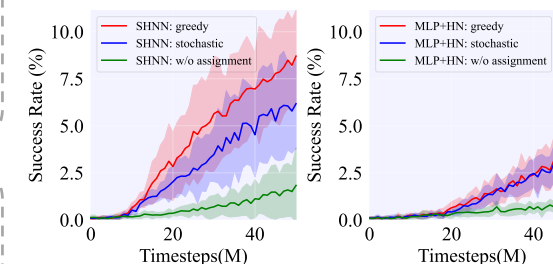 SHNN: greedy
SHNN: stochastic
SHNN: w/o assignment
Success Rate (%)
10.0
7.5
5.0
2.5
0.0
0
20
40
Timesteps(M)
MLP+HN: greedy
MLP+HN: stochastic
MLP+HN: w/o assignment
Success Rate (%)
10.0
7.5
5.0
2.5
0.0
0
20
40
Timesteps(M)